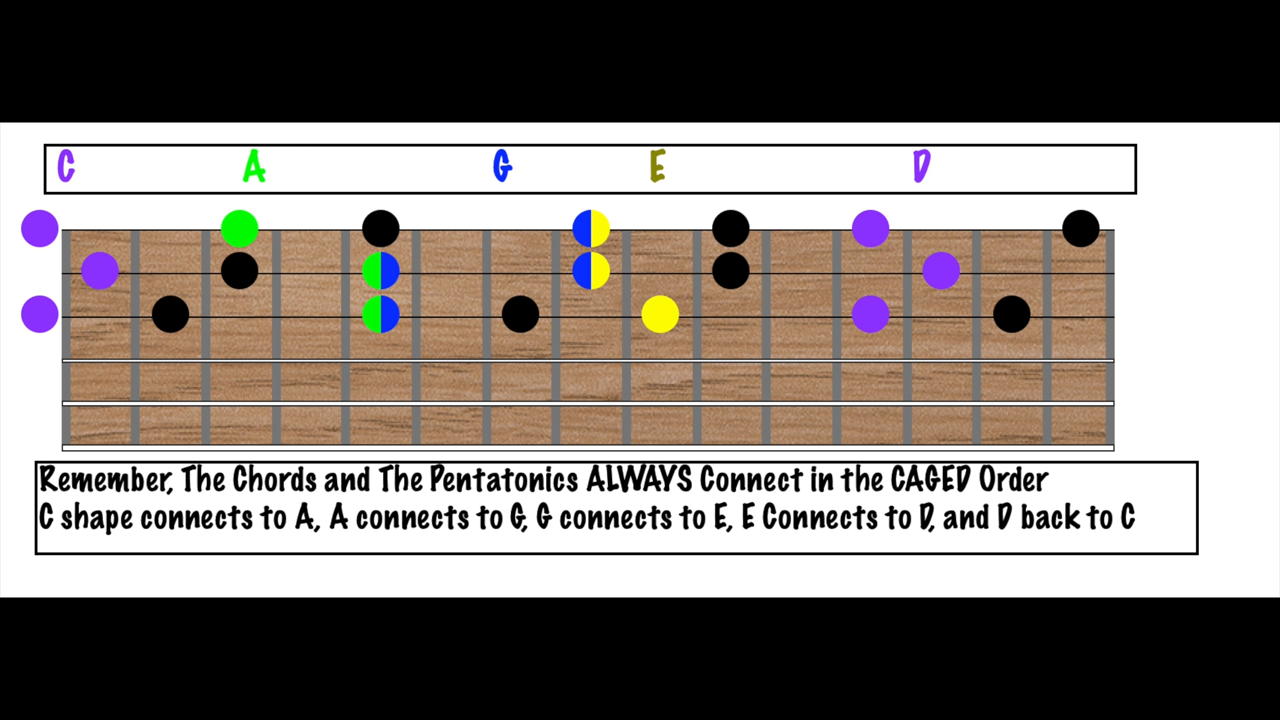 C A G E D
Remember, The Chords and The Pentatonics ALWAYS Connect in the CAGED Order
C shape connects to A, A connects to G, G connects to E, E Connects to D, and D back to C